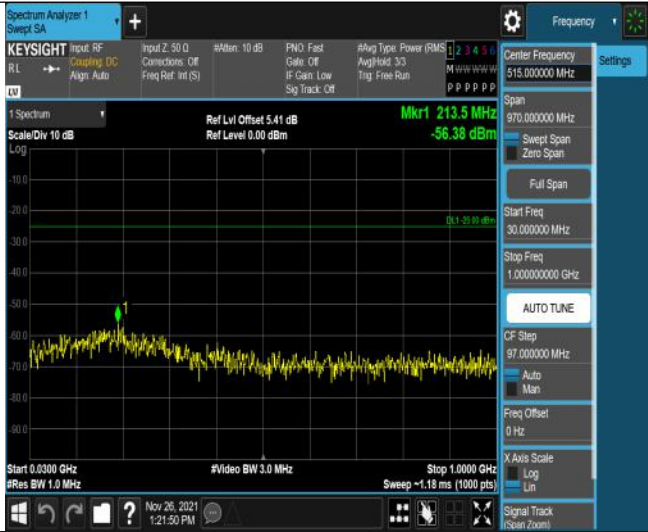 Spectrum Analyzer 1
Swept SA
Frequency
KEYSIGHT
RL
LV
Input: RF
Coupling: DC
Align: Auto
Input Z: 50 Ω
Corrections: Off
Freq Ref: Int (S)
#Atten: 10 dB
PNO: Fast
Gate: Off
IF Gain: Low
Sig Track: Off
#Avg Type: Power (RMS
Avg|Hold: 3/3
Trig: Free Run
1 2 3 4 5 6
M W W W W W
P P P P P P
1 Spectrum
Scale/Div 10 dB
Log
Ref Lvl Offset 5.41 dB
Ref Level 0.00 dBm
Mkr1 213.5 MHz
-56.38 dBm
-10.0
-20.0
DL1 -25.00 dBm
-30.0
-40.0
-50.0
1
-60.0
-70.0
-80.0
-90.0
Start 0.0300 GHz
#Res BW 1.0 MHz
#Video BW 3.0 MHz
Stop 1.0000 GHz
Sweep ~1.18 ms (1000 pts)
?
Nov 26, 2021
1:21:50 PM
Center Frequency
515.000000 MHz
Settings
Span
970.000000 MHz
Swept Span
Zero Span
Full Span
Start Freq
30.000000 MHz
Stop Freq
1.000000000 GHz
AUTO TUNE
CF Step
97.000000 MHz
Auto
Man
Freq Offset
0 Hz
X Axis Scale
Log
Lin
Signal Track
(Span Zoom)